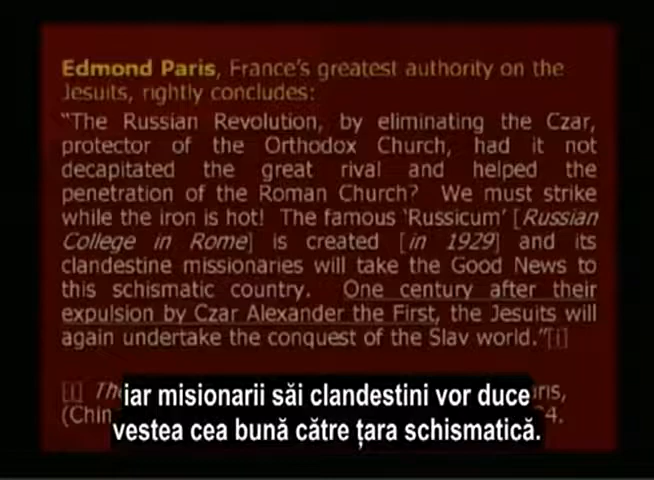 Edmond Paris, France's greatest authority on the
Jesuits, rightly concludes:
"The Russian Revolution, by eliminating the Czar,
protector of the Orthodox Church, had it not
decapitated the great rival and helped the
penetration of the Roman Church? We must strike
while the iron is hot! The famous 'Russicum' [Russian
College in Rome] is created [in 1929] and its
clandestine missionaries will take the Good News to
this schismatic country. One century after their
expulsion by Czar Alexander the First, the Jesuits will
again undertake the conquest of the Slav world."[i]
[i]
iar misionarii săi clandestini vor duce
vestea cea bună către țara schismatică.